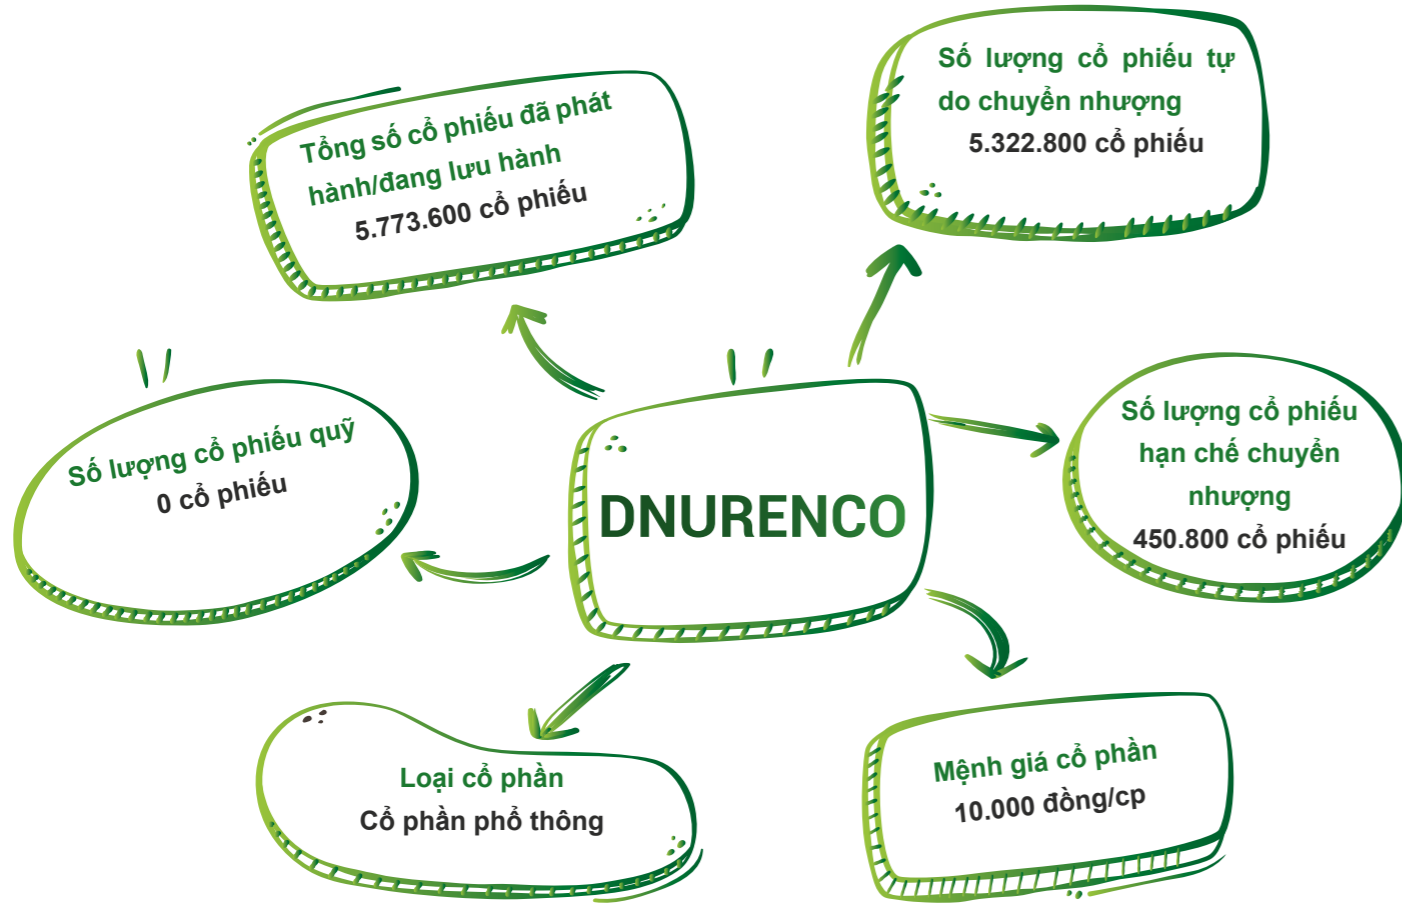 Tổng số cổ phiếu đã phát
hành/đang lưu hành
5.773.600 cổ phiếu
Số lượng cổ phiếu tự
do chuyển nhượng
5.322.800 cổ phiếu
Số lượng cổ phiếu quỹ
0 cổ phiếu
DNURENCO
Số lượng cổ phiếu
hạn chế chuyển
nhượng
450.800 cổ phiếu
Loại cổ phần
Cổ phần phổ thông
Mệnh giá cổ phần
10.000 đồng/cp